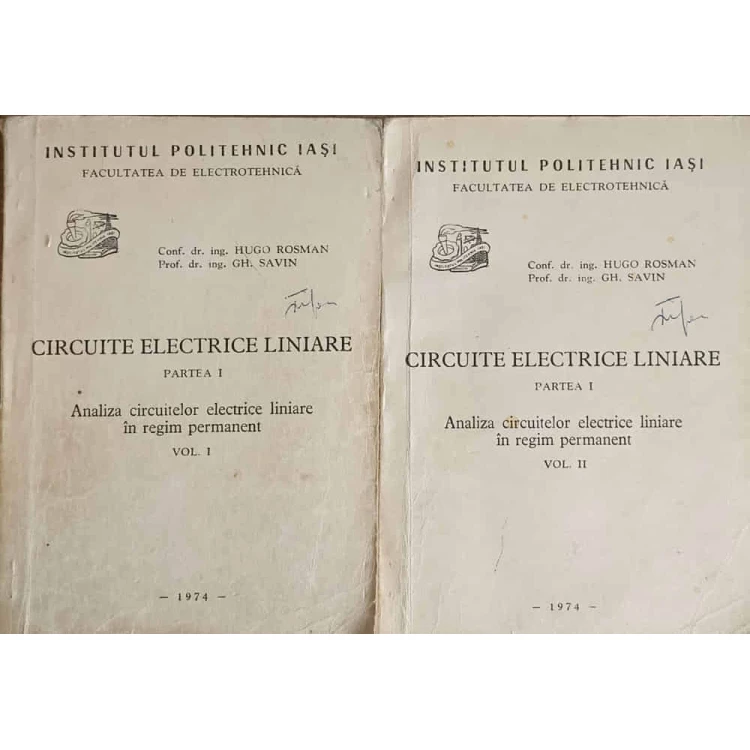 INSTITUTUL POLITEHNIC IAȘI
FACULTATEA DE ELECTROTEHNICĂ
Conf. dr. ing. HUGO ROSMAN
Prof. dr. ing. GH. SAVIN
CIRCUITE ELECTRICE LINIARE
PARTEA I
Analiza circuitelor electrice liniare
în regim permanent
VOL. I
— 1974 —
INSTITUTUL POLITEHNIC IAȘI
FACULTATEA DE ELECTROTEHNICĂ
Conf. dr. ing. HUGO ROSMAN
Prof. dr. ing. GH. SAVIN
CIRCUITE ELECTRICE LINIARE
PARTEA I
Analiza circuitelor electrice liniare
în regim permanent
VOL. II
— 1974 —